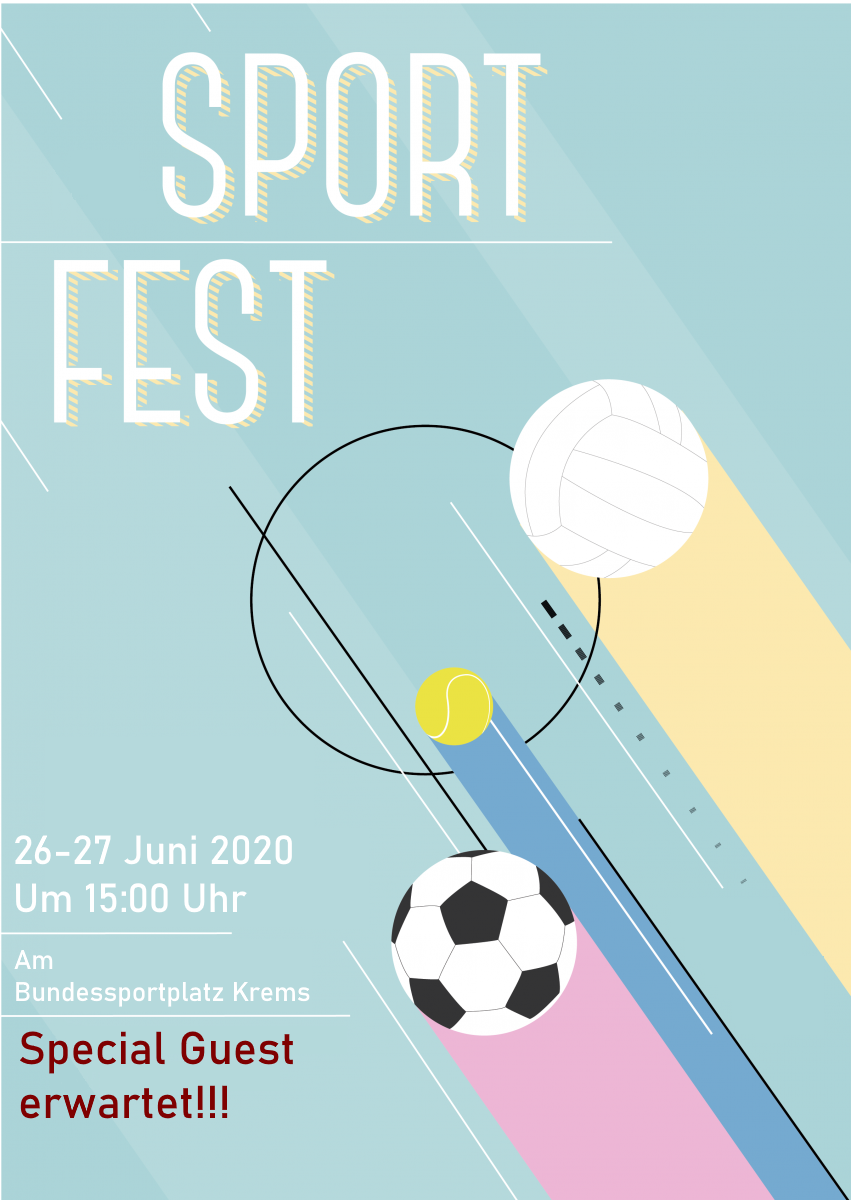 SPORT
FEST
26-27 Juni 2020
Um 15:00 Uhr
Am
Bundessportplatz Krems
Special Guest
erwartet!!!